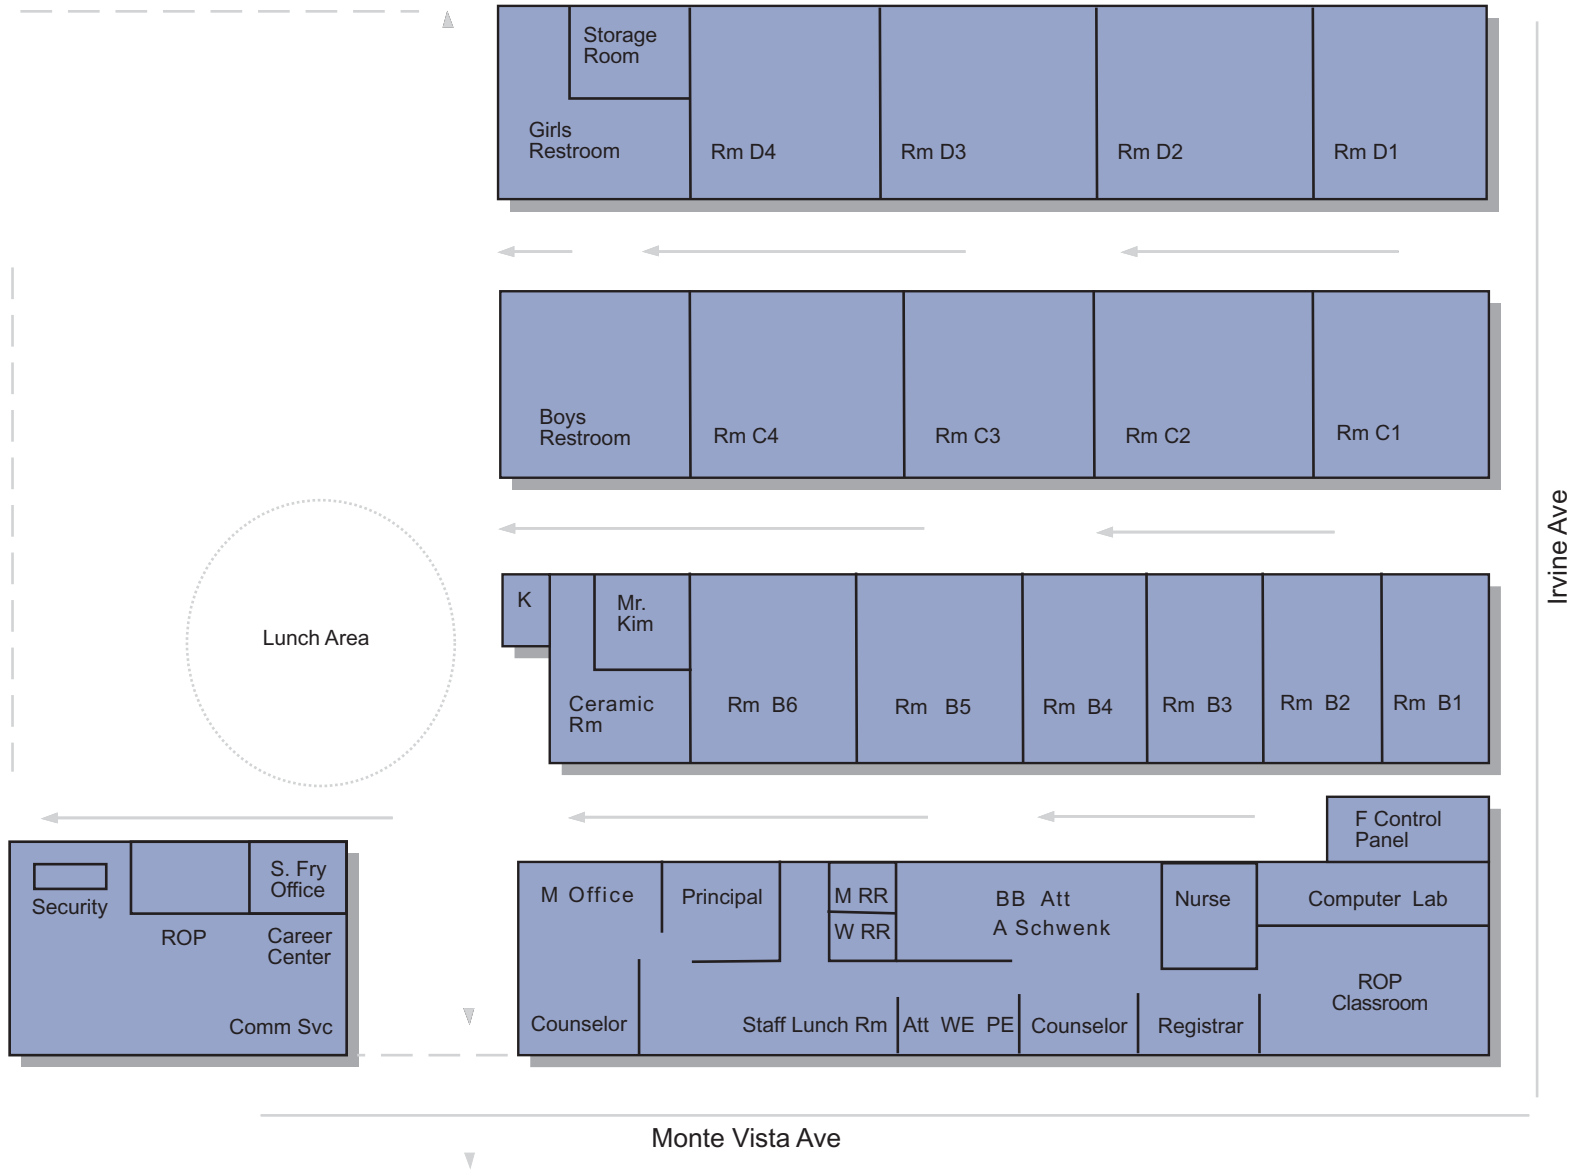 Storage
Room
Girls
Restroom
Rm D4
Rm D3
Rm D2
Rm D1
Boys
Restroom
Rm C4
Rm C3
Rm C2
Rm C1
Irvine Ave
K
Mr.
Kim
Lunch Area
Ceramic
Rm
Rm B6
Rm B5
Rm B4
Rm B3
Rm B2
Rm B1
F Control
Panel
S. Fry
Office
Security
ROP
Career
Center
Comm Svc
M Office
Principal
M RR
W RR
BB Att
A Schwenk
Nurse
Computer Lab
ROP
Classroom
Counselor
Staff Lunch Rm
Att WE PE
Counselor
Registrar
Monte Vista Ave